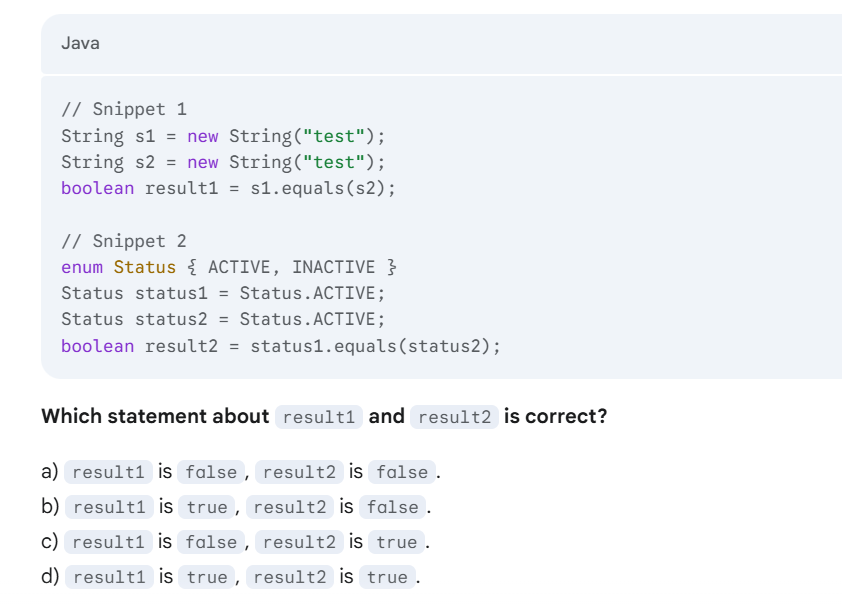 Java
// Snippet 1
String s1 = new String("test");
String s2 = new String("test");
boolean result1 = s1.equals(s2);
// Snippet 2
enum Status { ACTIVE, INACTIVE }
Status status1 = Status.ACTIVE;
Status status2 = Status.ACTIVE;
boolean result2 = status1.equals(status2);
Which statement about result1 and result2 is correct?
a) result1 is false, result2 is false.
b) result1 is true, result2 is false.
c) result1 is false, result2 is true.
d) result1 is true, result2 is true.